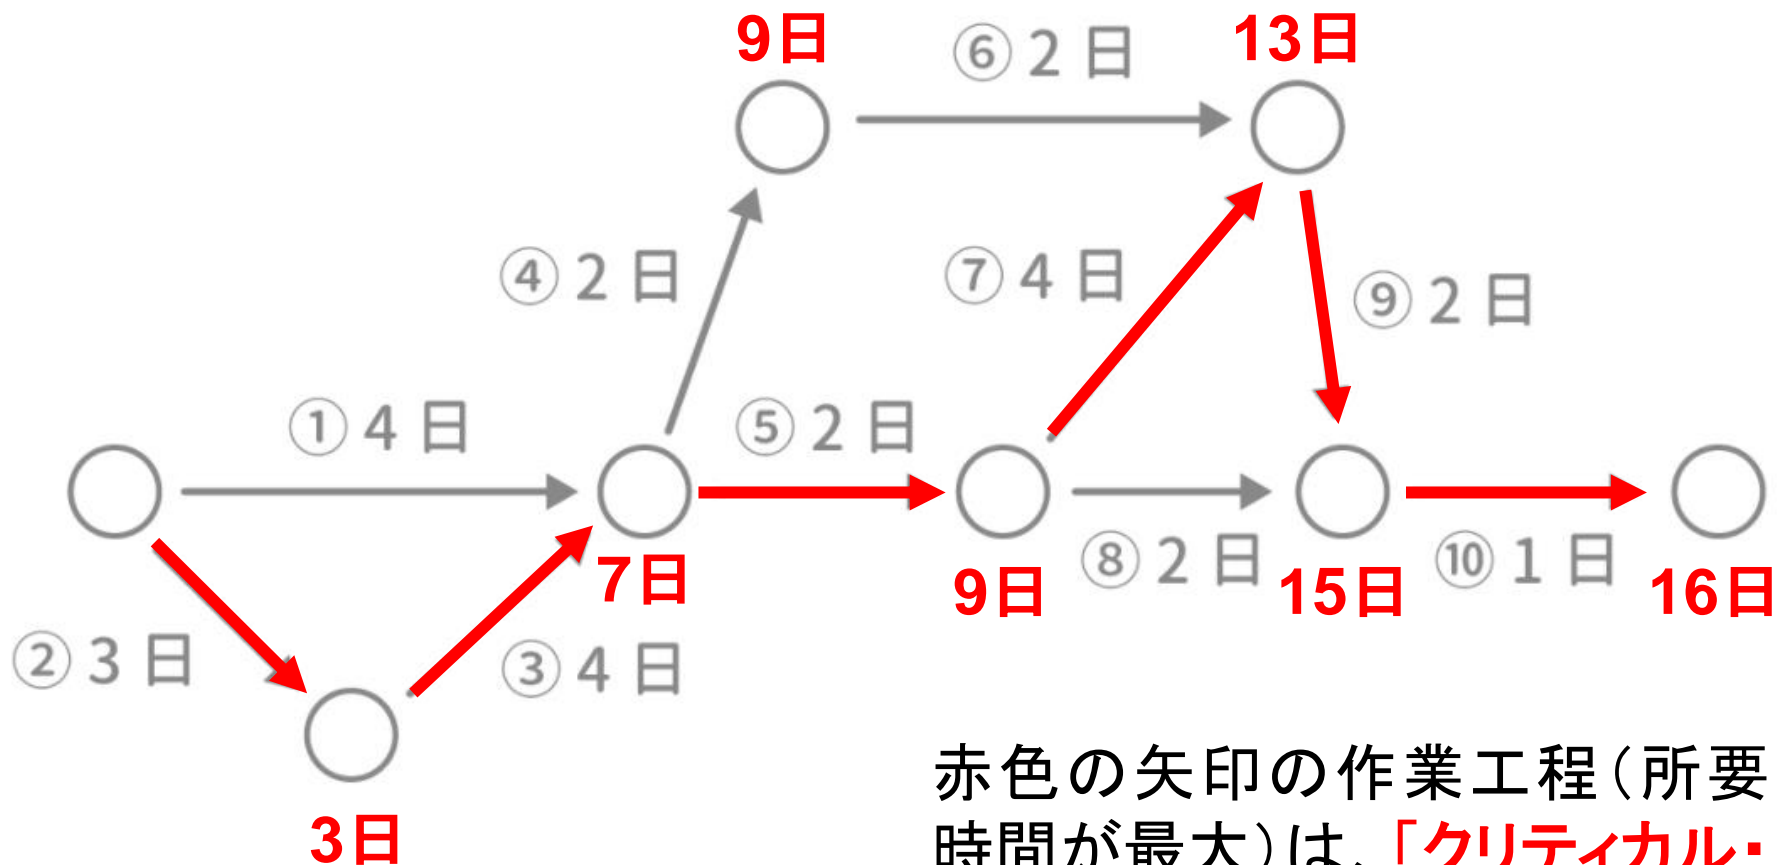 9日
⑥ 2 日
13日
④ 2 日
⑦ 4 日
⑨ 2 日
① 4 日
⑤ 2 日
7日
9日
⑧ 2 日
15日
⑩ 1 日
16日
② 3 日
③ 4 日
3日
赤色の矢印の作業工程(所要
時間が最大)は、「クリティカル・